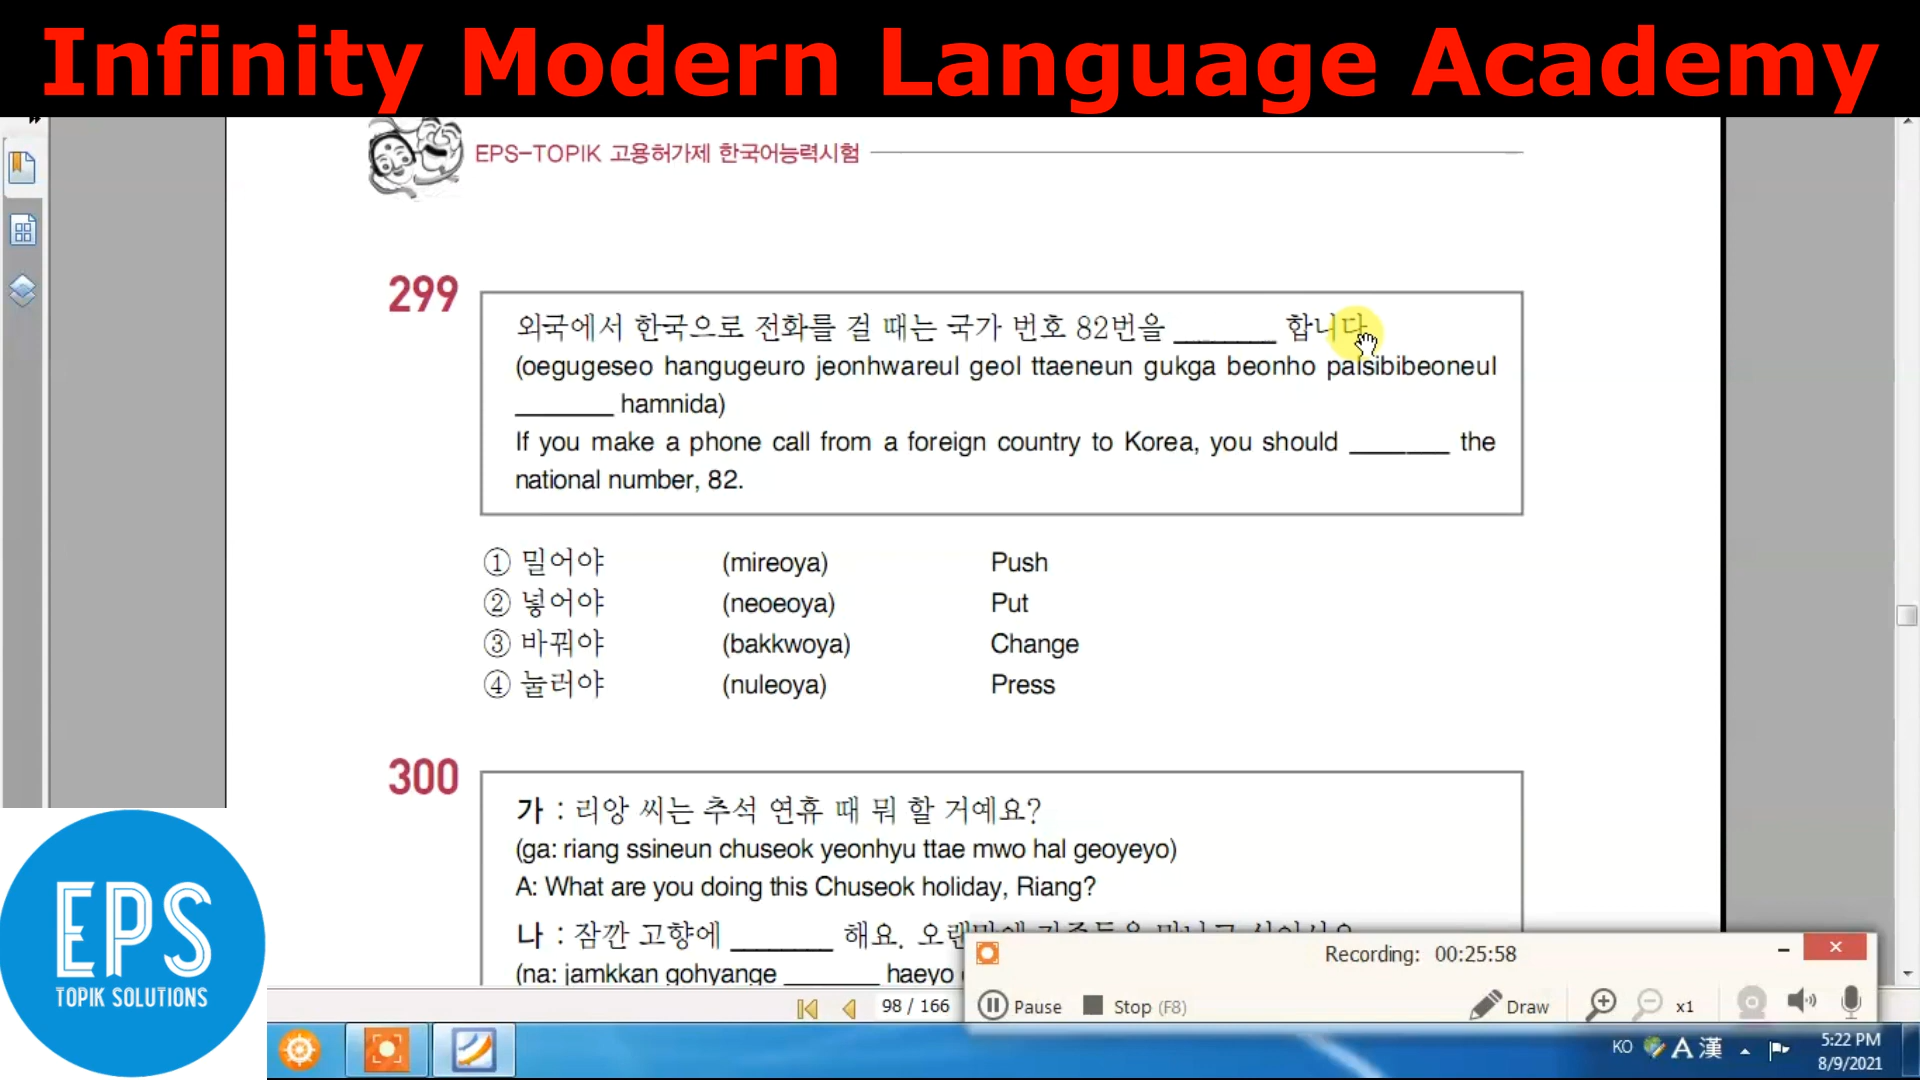 Infinity Modern Language Academy
EPS-TOPIK 고용허가제 한국어능력시험
299
외국에서 한국으로 전화를 걸 때는 국가 번호 82번을 ________ 합니다
(oegugeseo hangugeuro jeonhwareul geol ttaeneun gukga beonho palsibibeoneul
________ hamnida)
If you make a phone call from a foreign country to Korea, you should ________ the
national number, 82.
① 밀어야 (mireoya) Push
② 넣어야 (neoeoya) Put
③ 바꿔야 (bakkwoya) Change
④ 눌러야 (nuleoya) Press
300
가 : 리앙 씨는 추석 연휴 때 뭐 할 거예요?
(ga: riang ssineun chuseok yeonhyu ttae mwo hal geoyeyo)
A: What are you doing this Chuseok holiday, Riang?
나 : 잠깐 고향에 ________ 해요.
(na: jamkkan gohyange ________ haeyo
EPS
TOPIK SOLUTIONS
98 / 166
Recording: 00:25:58
Pause Stop (F8) Draw x1
KO A 漢
5:22 PM
8/9/2021